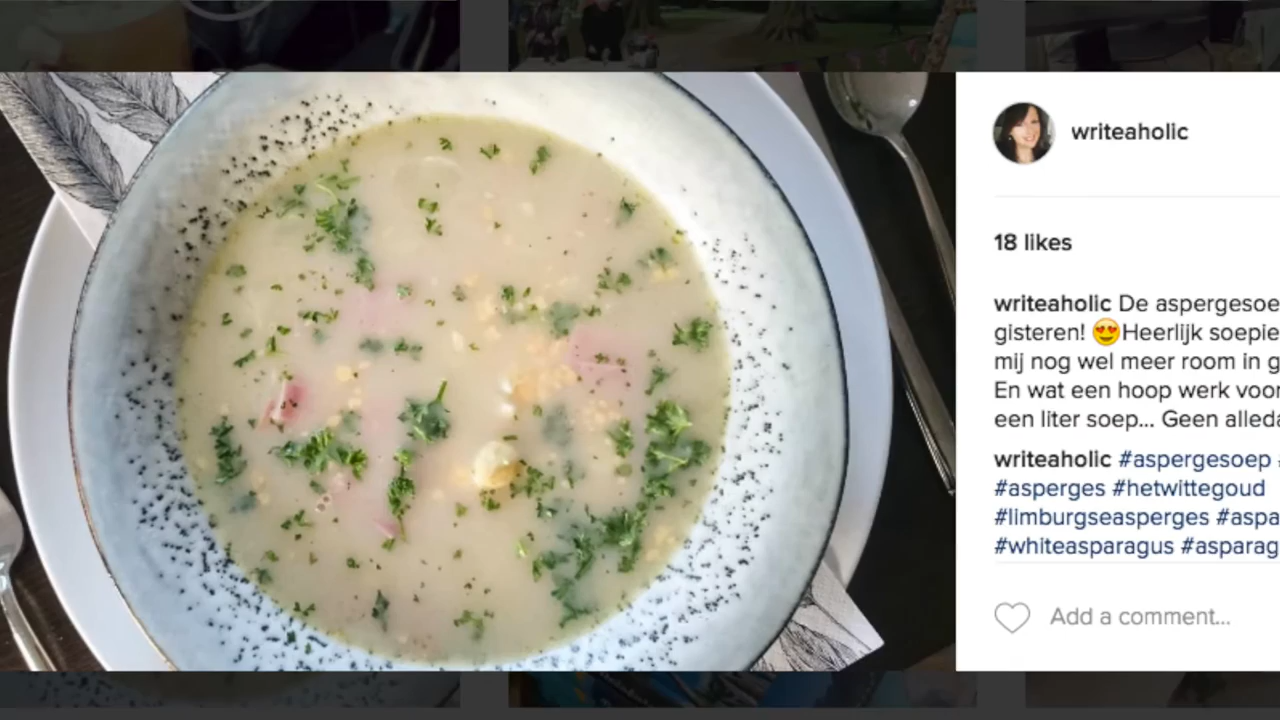 writeaholic
18 likes
writeaholic De aspergesoe
gisteren! 😍Heerlijk soepie
mij nog wel meer room in g
En wat een hoop werk voor
een liter soep... Geen alleda
writeaholic #aspergesoep #
#asperges #hetwittegoud
#limburgseasperges #aspa
#whiteasparagus #asparag
Add a comment...